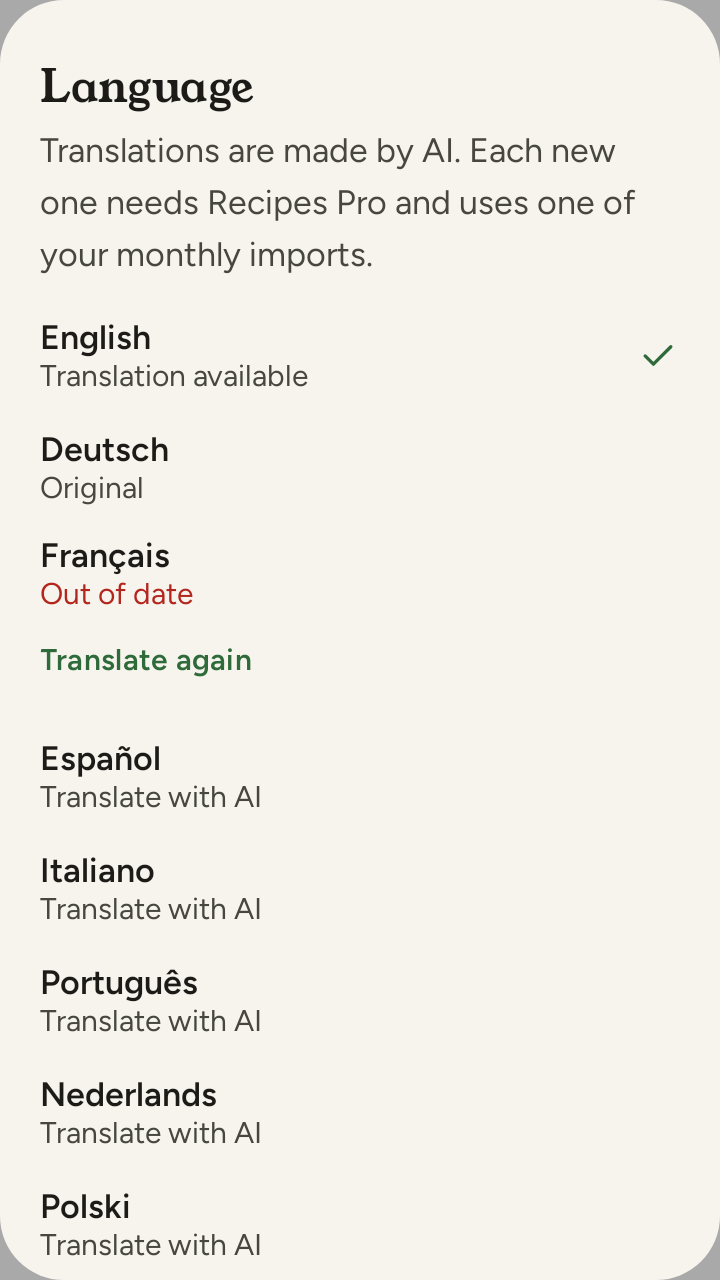 Language
Translations are made by AI. Each new
one needs Recipes Pro and uses one of
your monthly imports.
English
Translation available
Deutsch
Original
Français
Out of date
Translate again
Español
Translate with AI
Italiano
Translate with AI
Português
Translate with AI
Nederlands
Translate with AI
Polski
Translate with AI